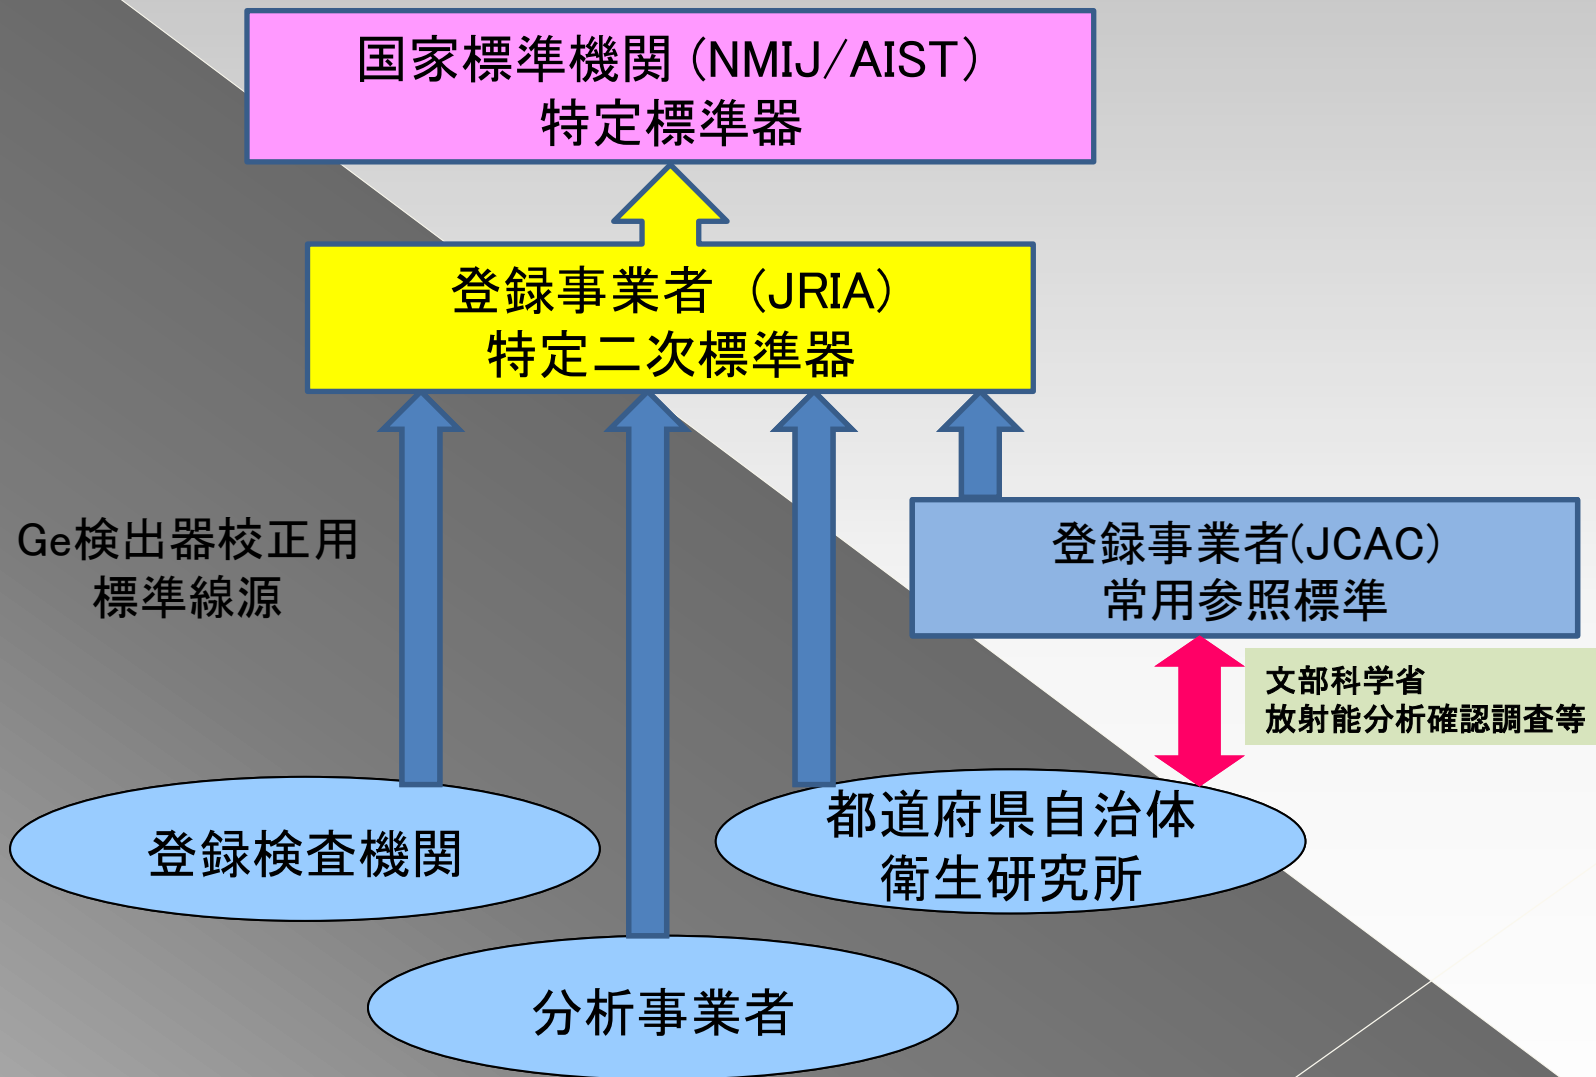 国家標準機関 (NMIJ/AIST)
特定標準器
登録事業者 (JRIA)
特定二次標準器
Ge検出器校正用
標準線源
登録事業者(JCAC)
常用参照標準
文部科学省
放射能分析確認調査等
登録検査機関
都道府県自治体
衛生研究所
分析事業者